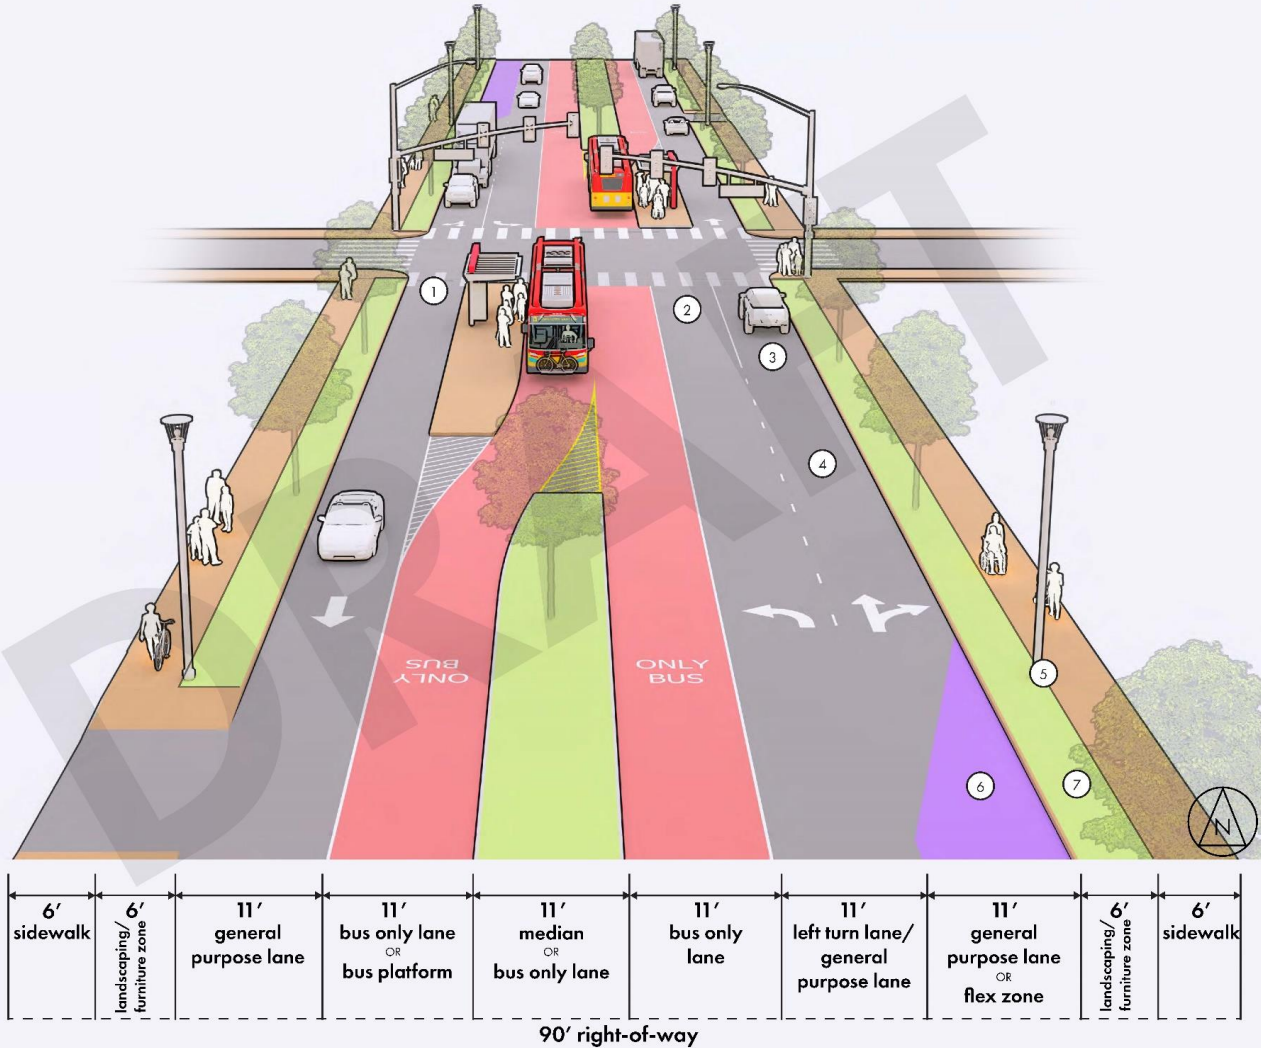 DRAFT
1
2
3
4
ONLY
BUS
ONLY
BUS
5
6
7
N
6′
sidewalk
6′
landscaping/
furniture zone
11′
general
purpose lane
11′
bus only lane
OR
bus platform
11′
median
OR
bus only lane
11′
bus only
lane
11′
left turn lane/
general
purpose lane
11′
general
purpose lane
OR
flex zone
6′
landscaping/
furniture zone
6′
sidewalk
90′ right-of-way